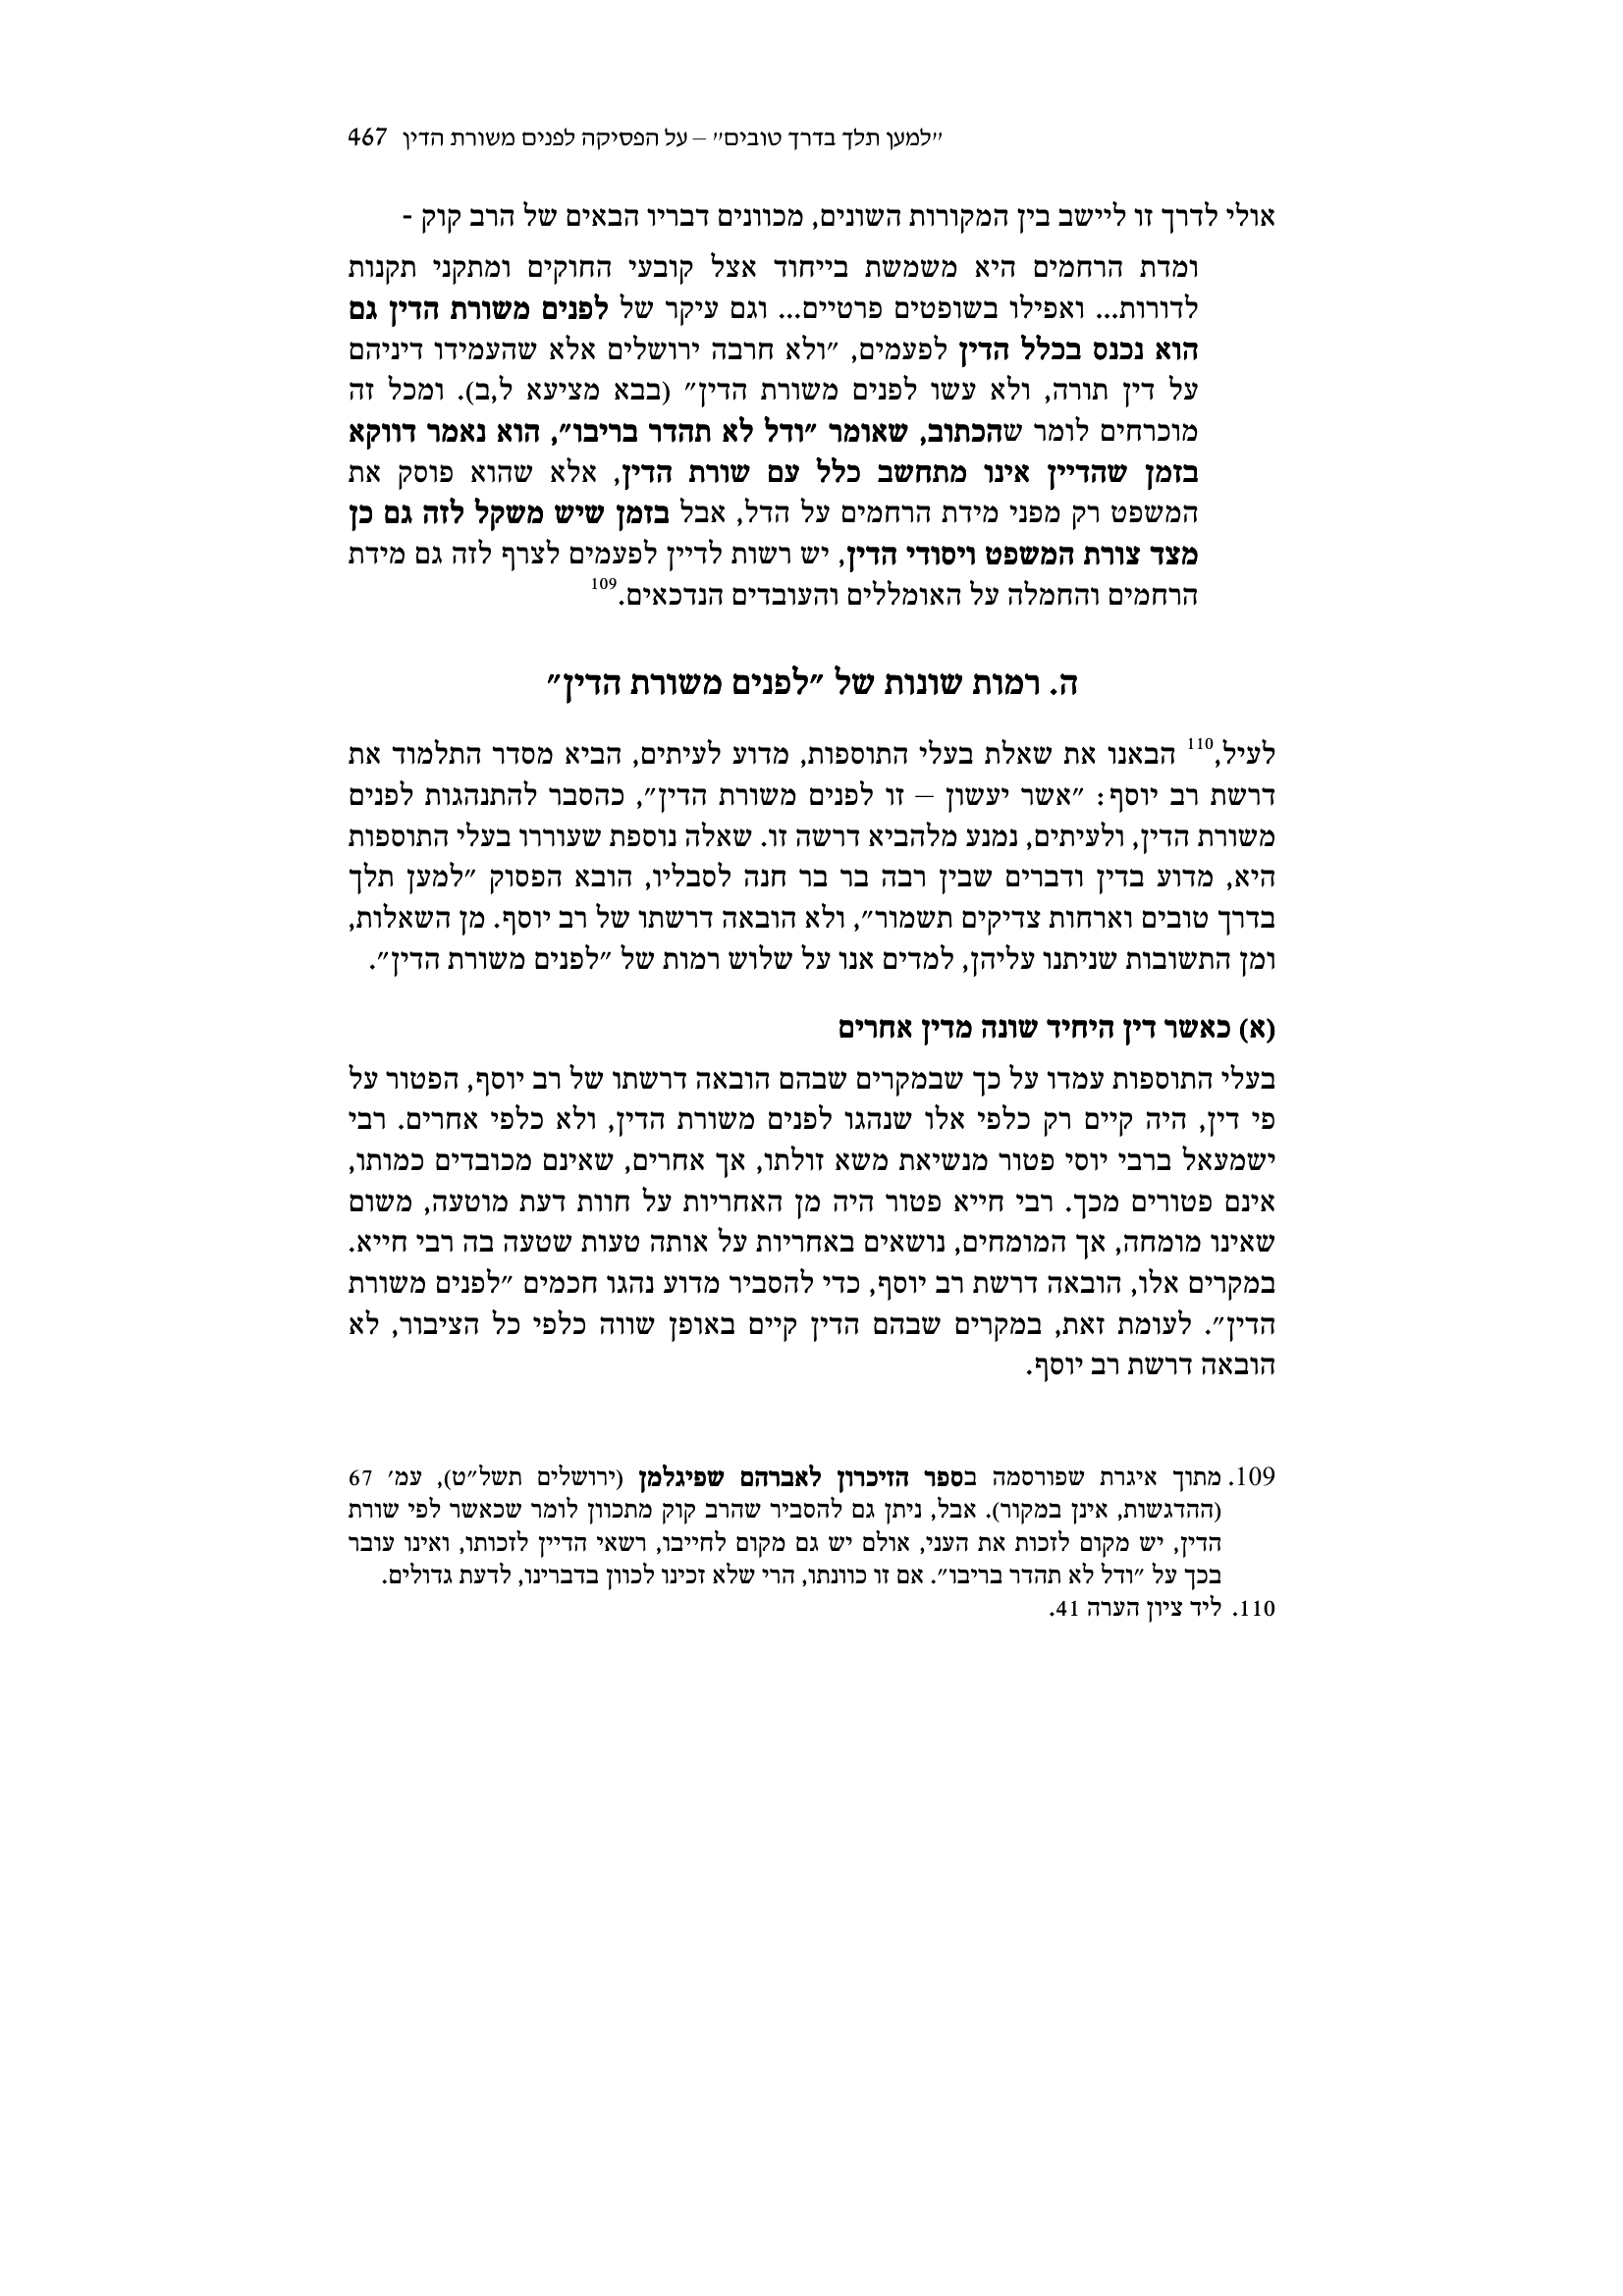 ״למען תלך בדרך טובים״ – על הפסיקה לפנים משורת הדין 467
אולי לדרך זו ליישב בין המקורות השונים, מכוונים דבריו הבאים של הרב קוק -
ומדת הרחמים היא משמשת בייחוד אצל קובעי החוקים ומתקני תקנות
לדורות... ואפילו בשופטים פרטיים... וגם עיקר של לפנים משורת הדין גם
הוא נכנס בכלל הדין לפעמים, ״ולא חרבה ירושלים אלא שהעמידו דיניהם
על דין תורה, ולא עשו לפנים משורת הדין״ (בבא מציעא ל,ב). ומכל זה
מוכרחים לומר שהכתוב, שאומר ״ודל לא תהדר בריבו״, הוא נאמר דווקא
בזמן שהדיין אינו מתחשב כלל עם שורת הדין, אלא שהוא פוסק את
המשפט רק מפני מידת הרחמים על הדל, אבל בזמן שיש משקל לזה גם כן
מצד צורת המשפט ויסודי הדין, יש רשות לדיין לפעמים לצרף לזה גם מידת
הרחמים והחמלה על האומללים והעובדים הנדכאים.109
ה. רמות שונות של ״לפנים משורת הדין״
לעיל,110 הבאנו את שאלת בעלי התוספות, מדוע לעיתים, הביא מסדר התלמוד את
דרשת רב יוסף: ״אשר יעשון – זו לפנים משורת הדין״, כהסבר להתנהגות לפנים
משורת הדין, ולעיתים, נמנע מלהביא דרשה זו. שאלה נוספת שעוררו בעלי התוספות
היא, מדוע בדין ודברים שבין רבה בר בר חנה לסבליו, הובא הפסוק ״למען תלך
בדרך טובים וארחות צדיקים תשמור״, ולא הובאה דרשתו של רב יוסף. מן השאלות,
ומן התשובות שניתנו עליהן, למדים אנו על שלוש רמות של ״לפנים משורת הדין״.
(א) כאשר דין היחיד שונה מדין אחרים
בעלי התוספות עמדו על כך שבמקרים שבהם הובאה דרשתו של רב יוסף, הפטור על
פי דין, היה קיים רק כלפי אלו שנהגו לפנים משורת הדין, ולא כלפי אחרים. רבי
ישמעאל ברבי יוסי פטור מנשיאת משא זולתו, אך אחרים, שאינם מכובדים כמותו,
אינם פטורים מכך. רבי חייא פטור היה מן האחריות על חוות דעת מוטעה, משום
שאינו מומחה, אך המומחים, נושאים באחריות על אותה טעות שטעה בה רבי חייא.
במקרים אלו, הובאה דרשת רב יוסף, כדי להסביר מדוע נהגו חכמים ״לפנים משורת
הדין״. לעומת זאת, במקרים שבהם הדין קיים באופן שווה כלפי כל הציבור, לא
הובאה דרשת רב יוסף.
109. מתוך איגרת שפורסמה בספר הזיכרון לאברהם שפיגלמן (ירושלים תשל״ט), עמ׳ 67
(ההדגשות, אינן במקור). אבל, ניתן גם להסביר שהרב קוק מתכוון לומר שכאשר לפי שורת
הדין, יש מקום לזכות את העני, אולם יש גם מקום לחייבו, רשאי הדיין לזכותו, ואינו עובר
בכך על ״ודל לא תהדר בריבו״. אם זו כוונתו, הרי שלא זכינו לכוון בדברינו, לדעת גדולים.
110. ליד ציון הערה 41.